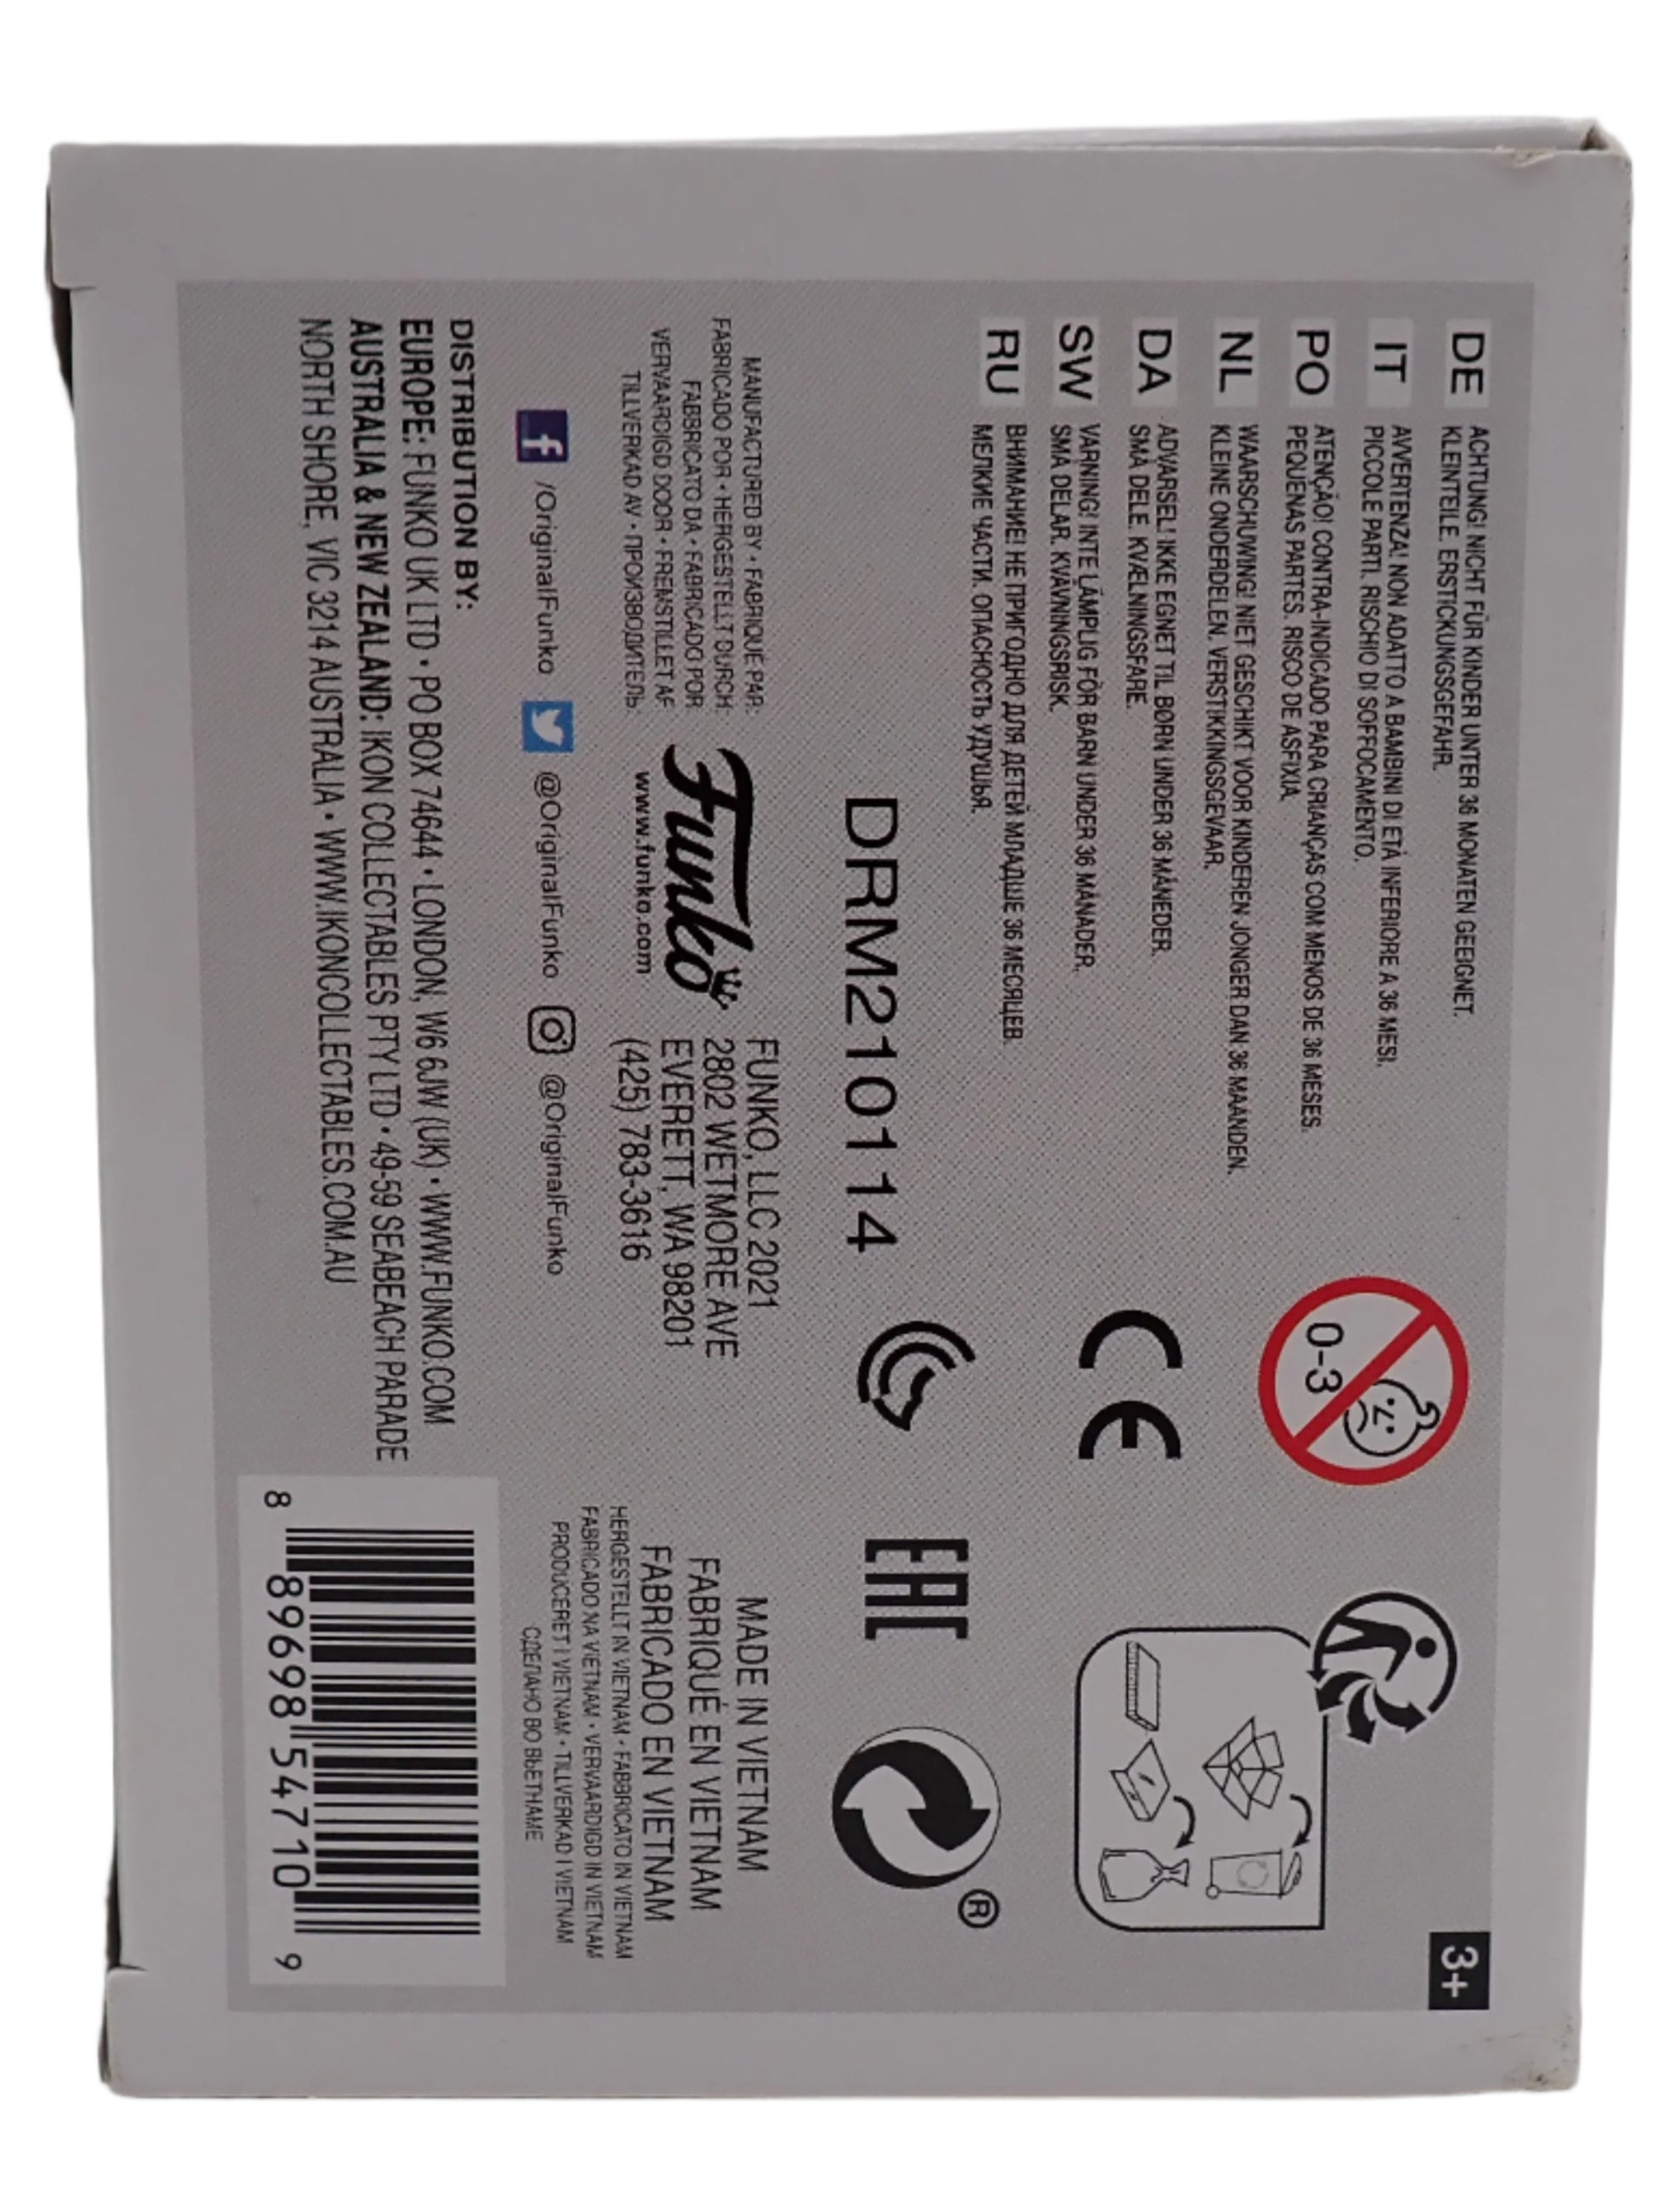 DE ACHTUNG! NICHT FÜR KINDER UNTER 36 MONATEN GEEIGNET.
KLEINTEILE. ERSTICKUNGSGEFAHR.
IT AVVERTENZA! NON ADATTO A BAMBINI DI ETÀ INFERIORE A 36 MESI.
PICCOLE PARTI. RISCHIO DI SOFFOCAMENTO.
PO ATENÇÃO! CONTRA-INDICADO PARA CRIANÇAS COM MENOS DE 36 MESES.
PEQUENAS PARTES. RISCO DE ASFIXIA.
NL WAARSCHUWING! NIET GESCHIKT VOOR KINDEREN JONGER DAN 36 MAANDEN.
KLEINE ONDERDELEN. VERSTIKKINGSGEVAAR.
DA ADVARSEL! IKKE EGNET TIL BØRN UNDER 36 MÅNEDER.
SMÅ DELE. KVÆLNINGSFARE.
SW VARNING! INTE LÄMPLIG FÖR BARN UNDER 36 MÅNADER.
SMÅ DELAR. KVÄVNINGSRISK.
RU ВНИМАНИЕ! НЕ ПРИГОДНО ДЛЯ ДЕТЕЙ МЛАДШЕ 36 МЕСЯЦЕВ.
МЕЛКИЕ ЧАСТИ. ОПАСНОСТЬ УДУШЬЯ.
0-3
3+
CE
DRM210114
EAC
®
MANUFACTURED BY • FABRIQUÉ PAR:
FABRICADO POR • HERGESTELLT DURCH:
FABBRICATO DA • FABRICADO POR
VERVAARDIGD DOOR • FREMSTILLET AF
TILLVERKAD AV • ПРОИЗВОДИТЕЛЬ:
Funko
www.funko.com
FUNKO, LLC 2021
2802 WETMORE AVE
EVERETT, WA 98201
(425) 783-3616
MADE IN VIETNAM
FABRIQUÉ EN VIETNAM
FABRICADO EN VIETNAM
HERGESTELLT IN VIETNAM • FABBRICATO IN VIETNAM
FABRICADO NA VIETNAM • VERVAARDIGD IN VIETNAM
PRODUCERET I VIETNAM • TILLVERKAD I VIETNAM
СДЕЛАНО ВО ВЬЕТНАМЕ
f /OriginalFunko @OriginalFunko @OriginalFunko
DISTRIBUTION BY:
EUROPE: FUNKO UK LTD • PO BOX 74644 • LONDON, W6 6JW (UK) • WWW.FUNKO.COM
AUSTRALIA & NEW ZEALAND: IKON COLLECTABLES PTY LTD • 49-59 SEABEACH PARADE
NORTH SHORE, VIC 3214 AUSTRALIA • WWW.IKONCOLLECTABLES.COM.AU
8 89698 54710 9